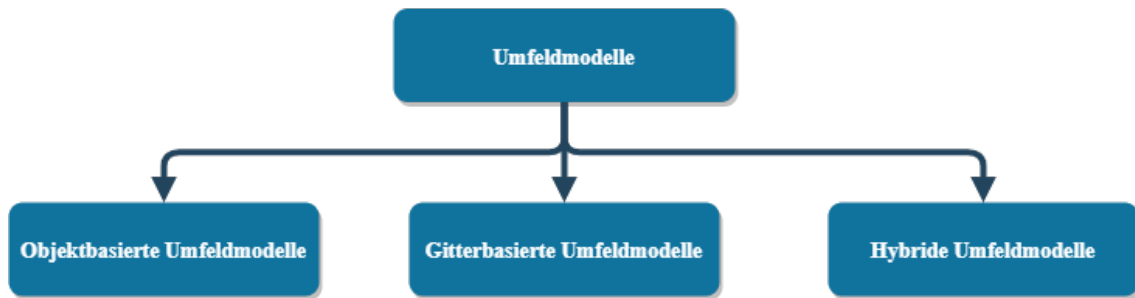 Umfeldmodelle
Objektbasierte Umfeldmodelle
Gitterbasierte Umfeldmodelle
Hybride Umfeldmodelle